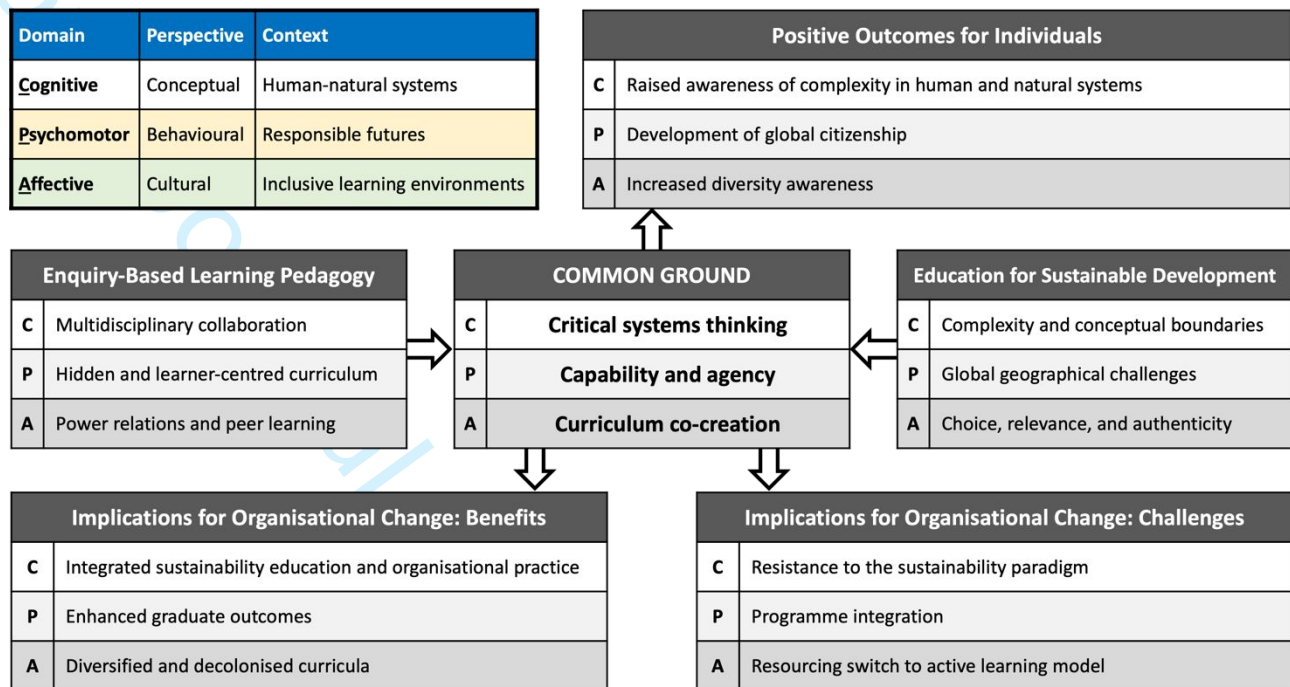 Domain Perspective Context
Cognitive Conceptual Human-natural systems
Psychomotor Behavioural Responsible futures
Affective Cultural Inclusive learning environments
Positive Outcomes for Individuals
C Raised awareness of complexity in human and natural systems
P Development of global citizenship
A Increased diversity awareness
Enquiry-Based Learning Pedagogy
C Multidisciplinary collaboration
P Hidden and learner-centred curriculum
A Power relations and peer learning
COMMON GROUND
C Critical systems thinking
P Capability and agency
A Curriculum co-creation
Education for Sustainable Development
C Complexity and conceptual boundaries
P Global geographical challenges
A Choice, relevance, and authenticity
Implications for Organisational Change: Benefits
C Integrated sustainability education and organisational practice
P Enhanced graduate outcomes
A Diversified and decolonised curricula
Implications for Organisational Change: Challenges
C Resistance to the sustainability paradigm
P Programme integration
A Resourcing switch to active learning model